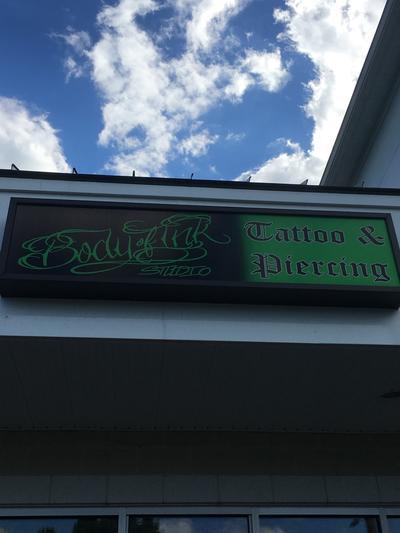 Body of Ink
STUDIO
Tattoo &
Piercing